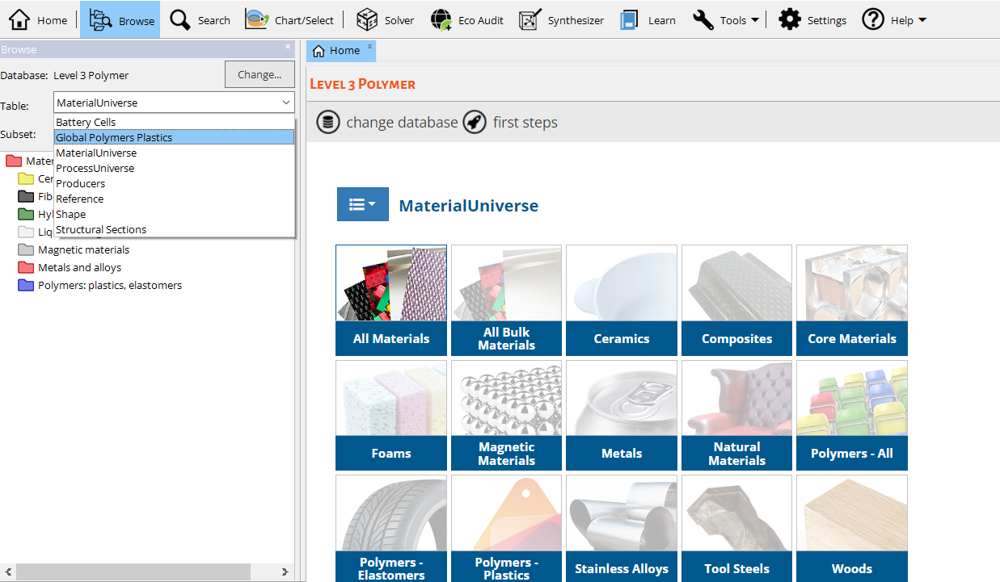 Home
Browse
Search
Chart/Select
Solver
Eco Audit
Synthesizer
Learn
Tools
Settings
Help
Browse
x
Home
x
Database: Level 3 Polymer
Change...
Table: MaterialUniverse
Subset:
Battery Cells
Global Polymers Plastics
MaterialUniverse
ProcessUniverse
Producers
Reference
Shape
Structural Sections
Mater
Cer
Fib
Hyl
Liq
Magnetic materials
Metals and alloys
Polymers: plastics, elastomers
LEVEL 3 POLYMER
change database
first steps
MaterialUniverse
All Materials
All Bulk
Materials
Ceramics
Composites
Core Materials
Foams
Magnetic
Materials
Metals
Natural
Materials
Polymers - All
Polymers -
Elastomers
Polymers -
Plastics
Stainless Alloys
Tool Steels
Woods